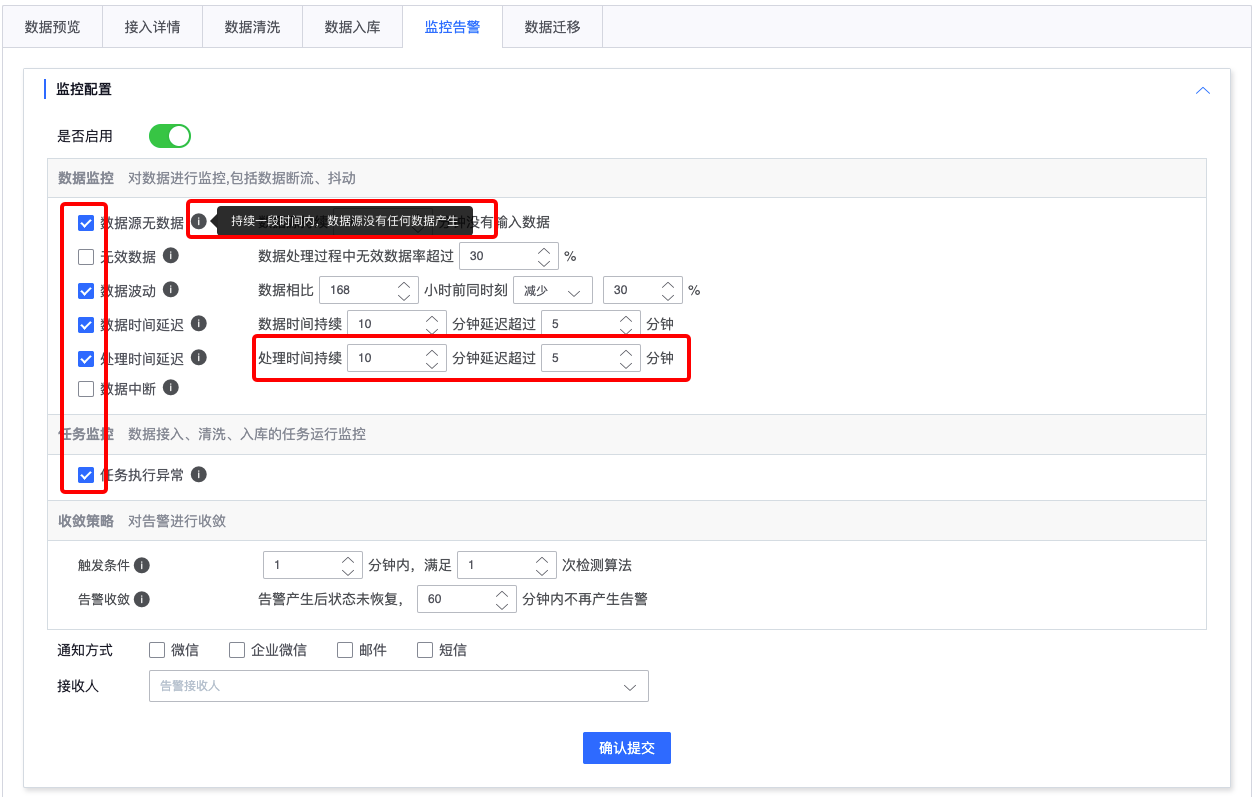 数据预览 接入详情 数据清洗 数据入库 监控告警 数据迁移
监控配置
是否启用
数据监控 对数据进行监控,包括数据断流、抖动
数据源无数据 持续一段时间内，数据源没有任何数据产生 没有输入数据
无效数据 数据处理过程中无效数据率超过 30 %
数据波动 数据相比 168 小时前同时刻 减少 30 %
数据时间延迟 数据时间持续 10 分钟延迟超过 5 分钟
处理时间延迟 处理时间持续 10 分钟延迟超过 5 分钟
数据中断
任务监控 数据接入、清洗、入库的任务运行监控
任务执行异常
收敛策略 对告警进行收敛
触发条件 1 分钟内，满足 1 次检测算法
告警收敛 告警产生后状态未恢复， 60 分钟内不再产生告警
通知方式 微信 企业微信 邮件 短信
接收人 告警接收人
确认提交